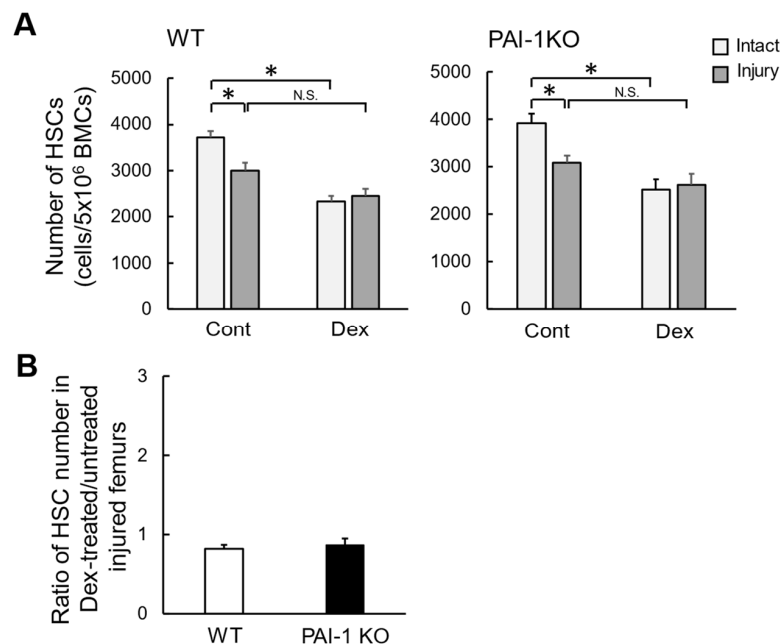 A
WT
PAI-1KO
Intact
Injury
Number of HSCs
(cells/5x10⁶ BMCs)
5000
4000
3000
2000
1000
0
*
*
N.S.
Cont
Dex
5000
4000
3000
2000
1000
0
*
*
N.S.
Cont
Dex
B
Ratio of HSC number in
Dex-treated/untreated
injured femurs
3
2
1
0
WT
PAI-1 KO